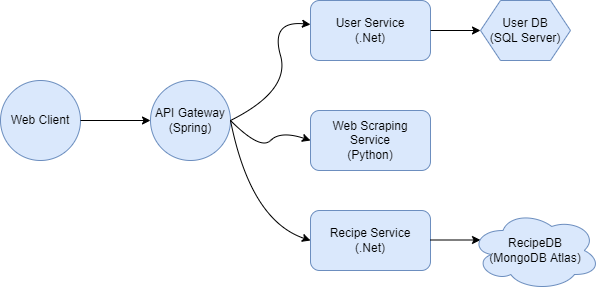 Web Client
API Gateway
(Spring)
User Service
(.Net)
User DB
(SQL Server)
Web Scraping
Service
(Python)
Recipe Service
(.Net)
RecipeDB
(MongoDB Atlas)